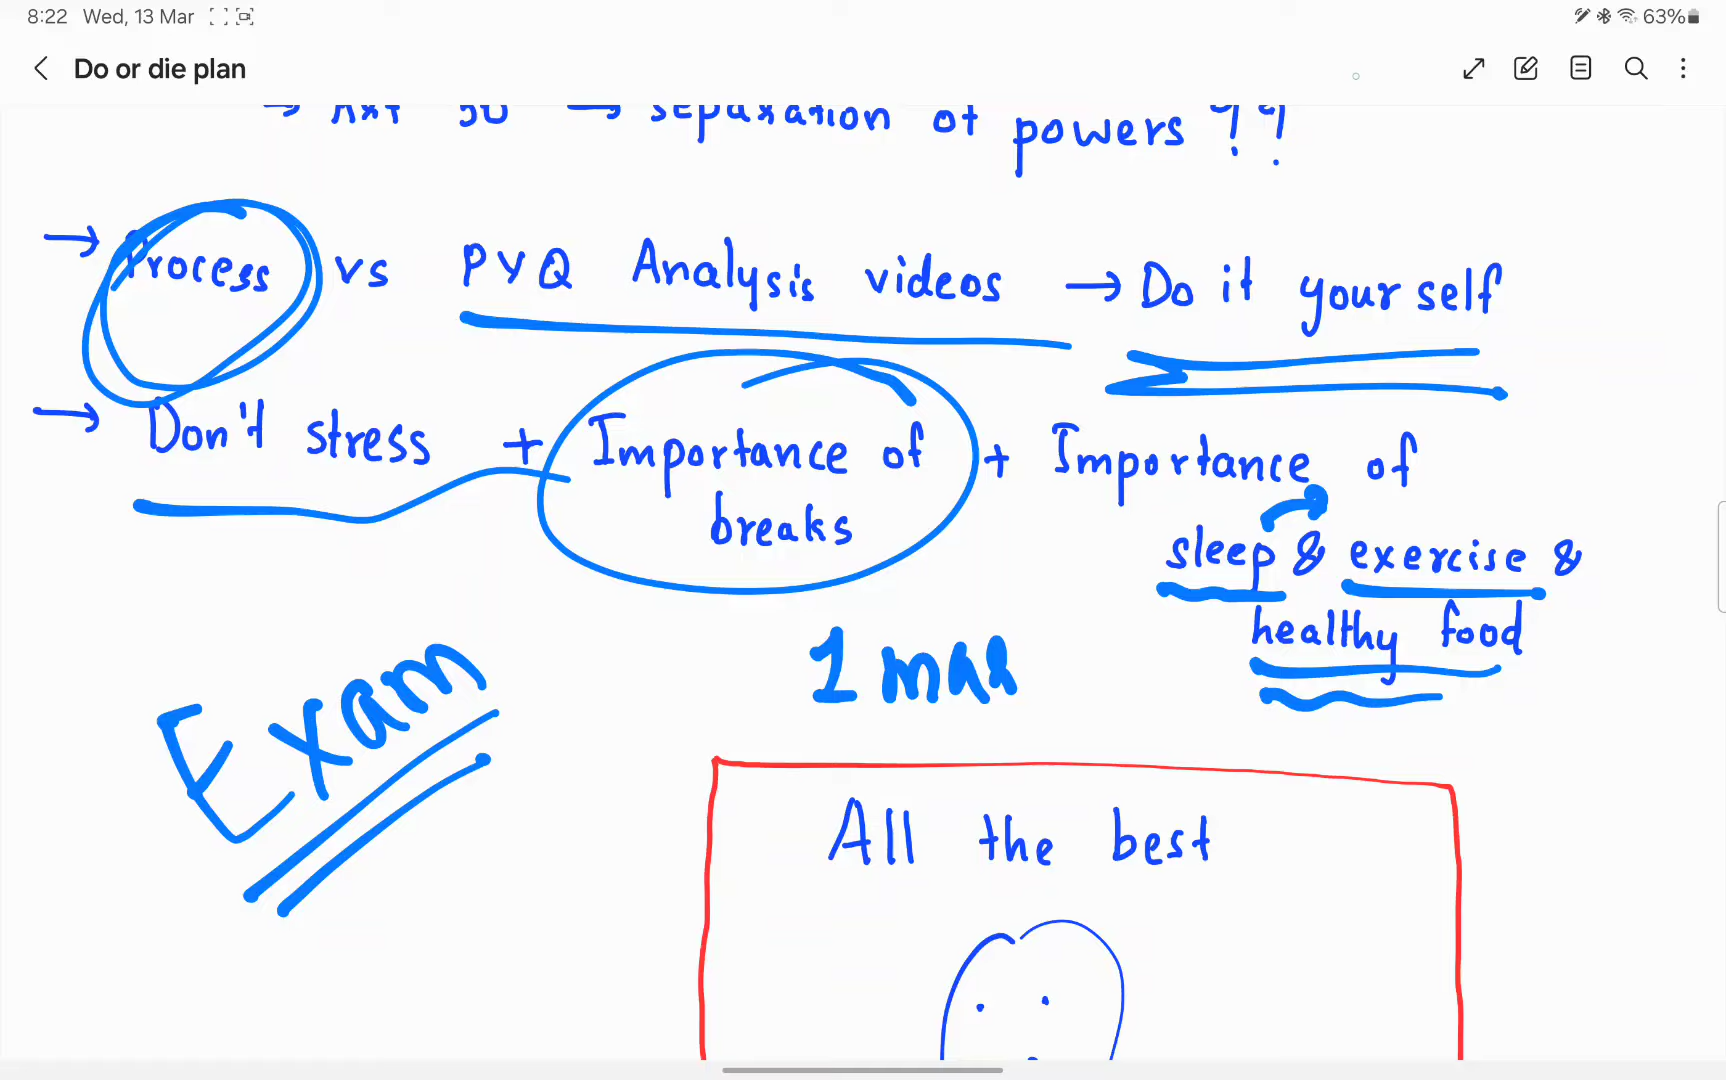 8:22 Wed, 13 Mar 63%
Do or die plan
→ Art 50 → separation of powers ??
→ Process vs PYQ Analysis videos → Do it yourself
→ Don't stress + Importance of breaks + Importance of
sleep & exercise &
healthy food
Exam
1 mar
All the best